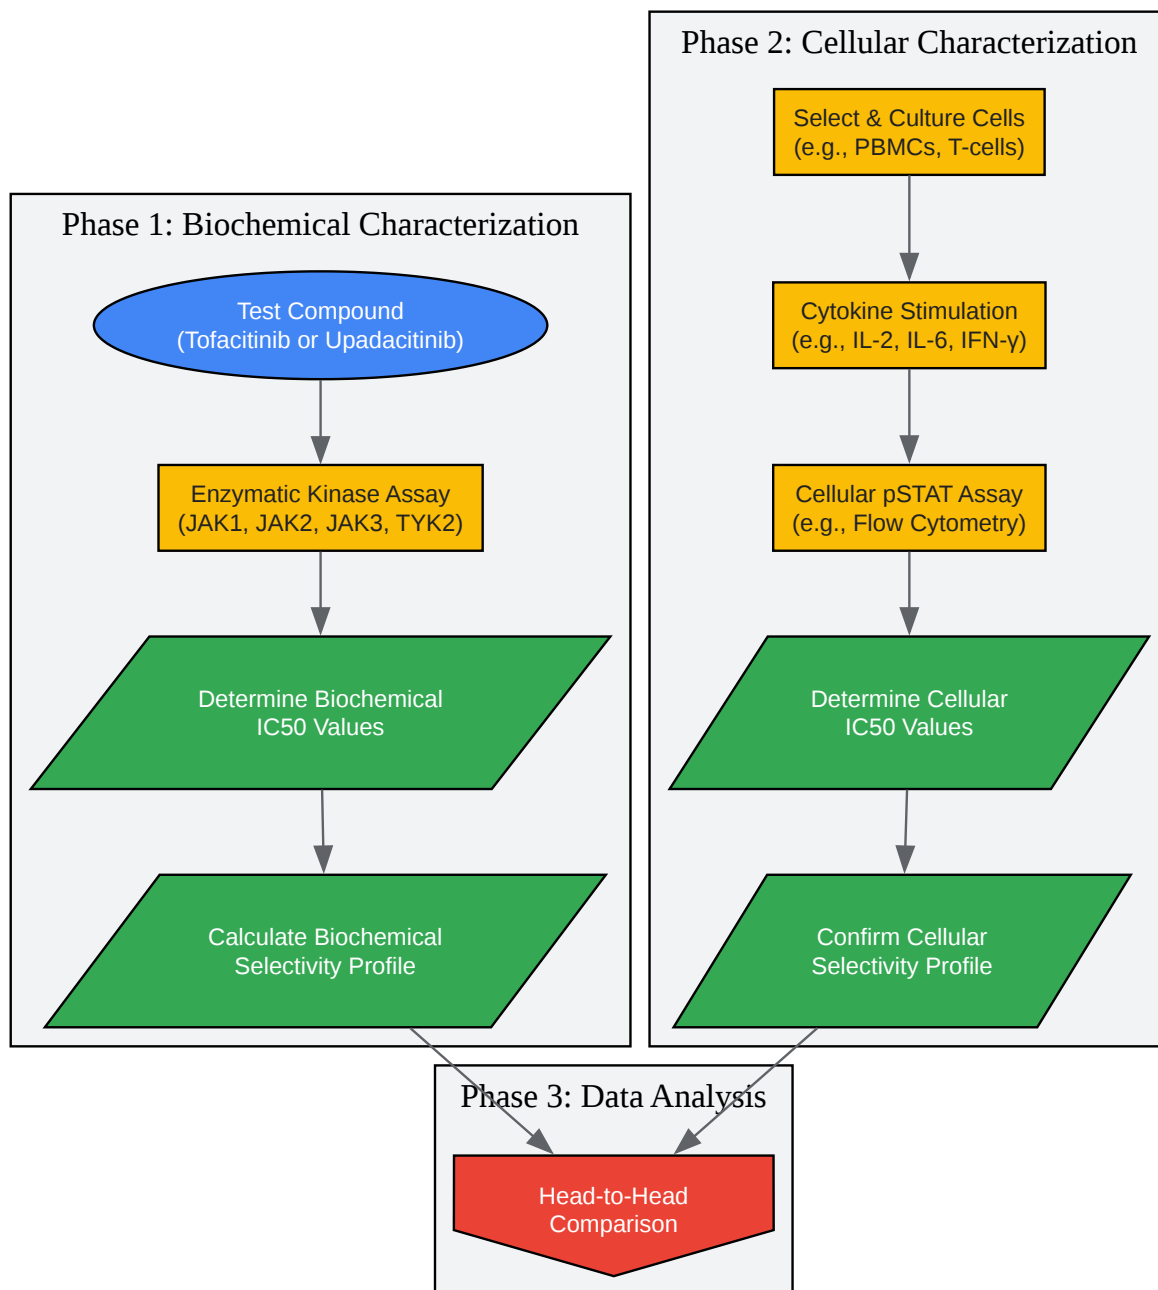 Phase 1: Biochemical Characterization
Test Compound
(Tofacitinib or Upadacitinib)
Enzymatic Kinase Assay
(JAK1, JAK2, JAK3, TYK2)
Determine Biochemical
IC50 Values
Calculate Biochemical
Selectivity Profile
Phase 2: Cellular Characterization
Select & Culture Cells
(e.g., PBMCs, T-cells)
Cytokine Stimulation
(e.g., IL-2, IL-6, IFN-γ)
Cellular pSTAT Assay
(e.g., Flow Cytometry)
Determine Cellular
IC50 Values
Confirm Cellular
Selectivity Profile
Phase 3: Data Analysis
Head-to-Head
Comparison